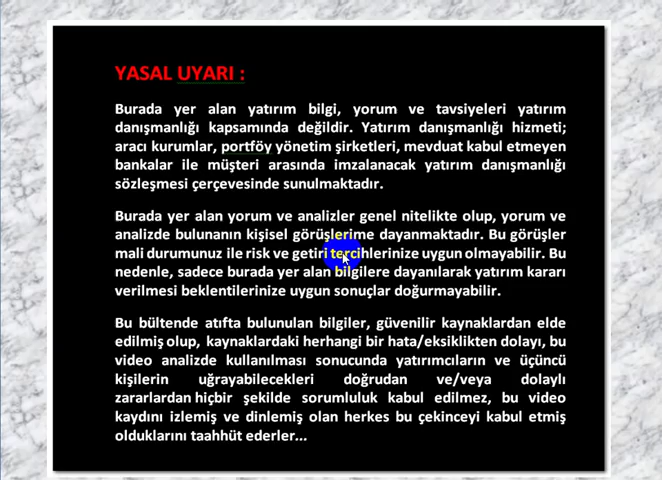 YASAL UYARI :
Burada yer alan yatırım bilgi, yorum ve tavsiyeleri yatırım
danışmanlığı kapsamında değildir. Yatırım danışmanlığı hizmeti;
aracı kurumlar, portföy yönetim şirketleri, mevduat kabul etmeyen
bankalar ile müşteri arasında imzalanacak yatırım danışmanlığı
sözleşmesi çerçevesinde sunulmaktadır.
Burada yer alan yorum ve analizler genel nitelikte olup, yorum ve
analizde bulunanın kişisel görüşlerime dayanmaktadır. Bu görüşler
mali durumunuz ile risk ve getiri tercihlerinize uygun olmayabilir. Bu
nedenle, sadece burada yer alan bilgilere dayanılarak yatırım kararı
verilmesi beklentilerinize uygun sonuçlar doğurmayabilir.
Bu bültende atıfta bulunulan bilgiler, güvenilir kaynaklardan elde
edilmiş olup, kaynaklardaki herhangi bir hata/eksiklikten dolayı, bu
video analizde kullanılması sonucunda yatırımcıların ve üçüncü
kişilerin uğrayabilecekleri doğrudan ve/veya dolaylı
zararlardan hiçbir şekilde sorumluluk kabul edilmez, bu video
kaydını izlemiş ve dinlemiş olan herkes bu çekinceyi kabul etmiş
olduklarını taahhüt ederler...